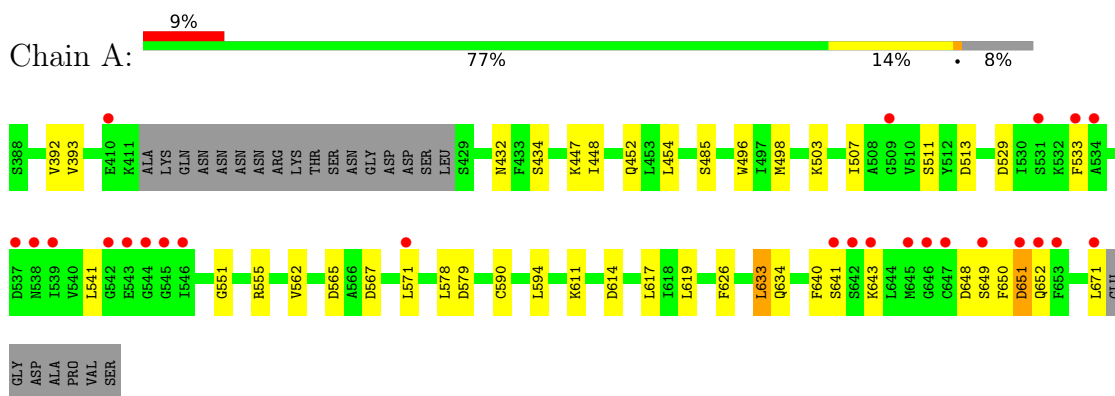 9%
Chain A:
77% 14% • 8%
S388 V392 V393 E410 K411 ALA LYS GLN ASN ASN ASN ASN ARG LYS THR SER ASN GLY ASP ASP SER LEU S429 N432 F433 S434 K447 I448 Q452 L453 L454 S485 W496 I497 M498 K503 I507 A508 G509 V510 S511 Y512 D513 D529 I530 S531 K532 F533 A534
D537 N538 I539 V540 L541 G542 E543 G544 G545 I546 G551 R555 V562 D565 A566 D567 L571 L578 D579 C590 L594 K611 D614 L617 I618 L619 F626 L633 Q634 F640 S641 S642 K643 L644 M645 G646 C647 D648 S649 F650 D651 Q652 F653 L671 GLU
GLY ASP ALA PRO VAL SER